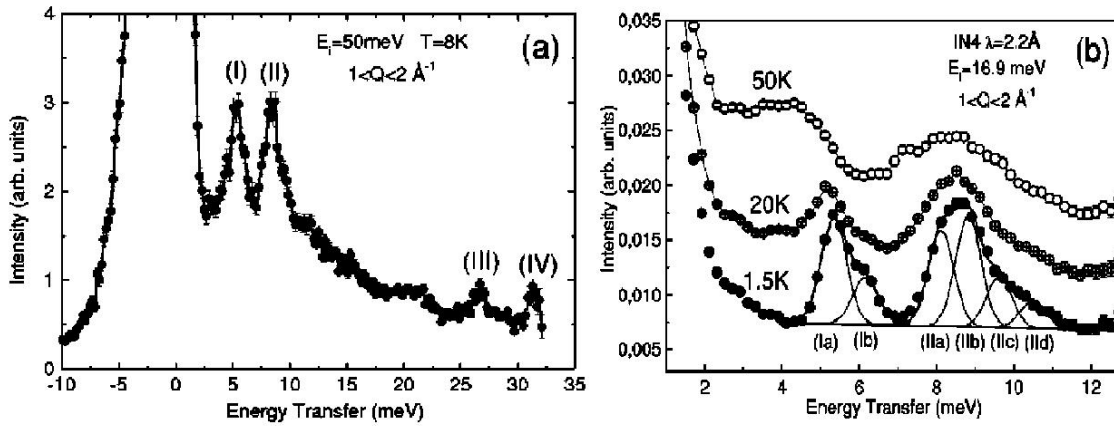 (a)
E_i=50meV T=8K
1<Q<2 Å⁻¹
(I) (II)
(III) (IV)
4
3
2
1
0
Intensity (arb. units)
-10 -5 0 5 10 15 20 25 30 35
Energy Transfer (meV)
(b)
IN4 λ=2.2Å
E_i=16.9 meV
1<Q<2 Å⁻¹
50K
20K
1.5K
(Ia) (Ib) (IIa) (IIb) (IIc) (IId)
0,035
0,030
0,025
0,020
0,015
0,010
0,005
Intensity (arb. units)
2 4 6 8 10 12
Energy Transfer (meV)